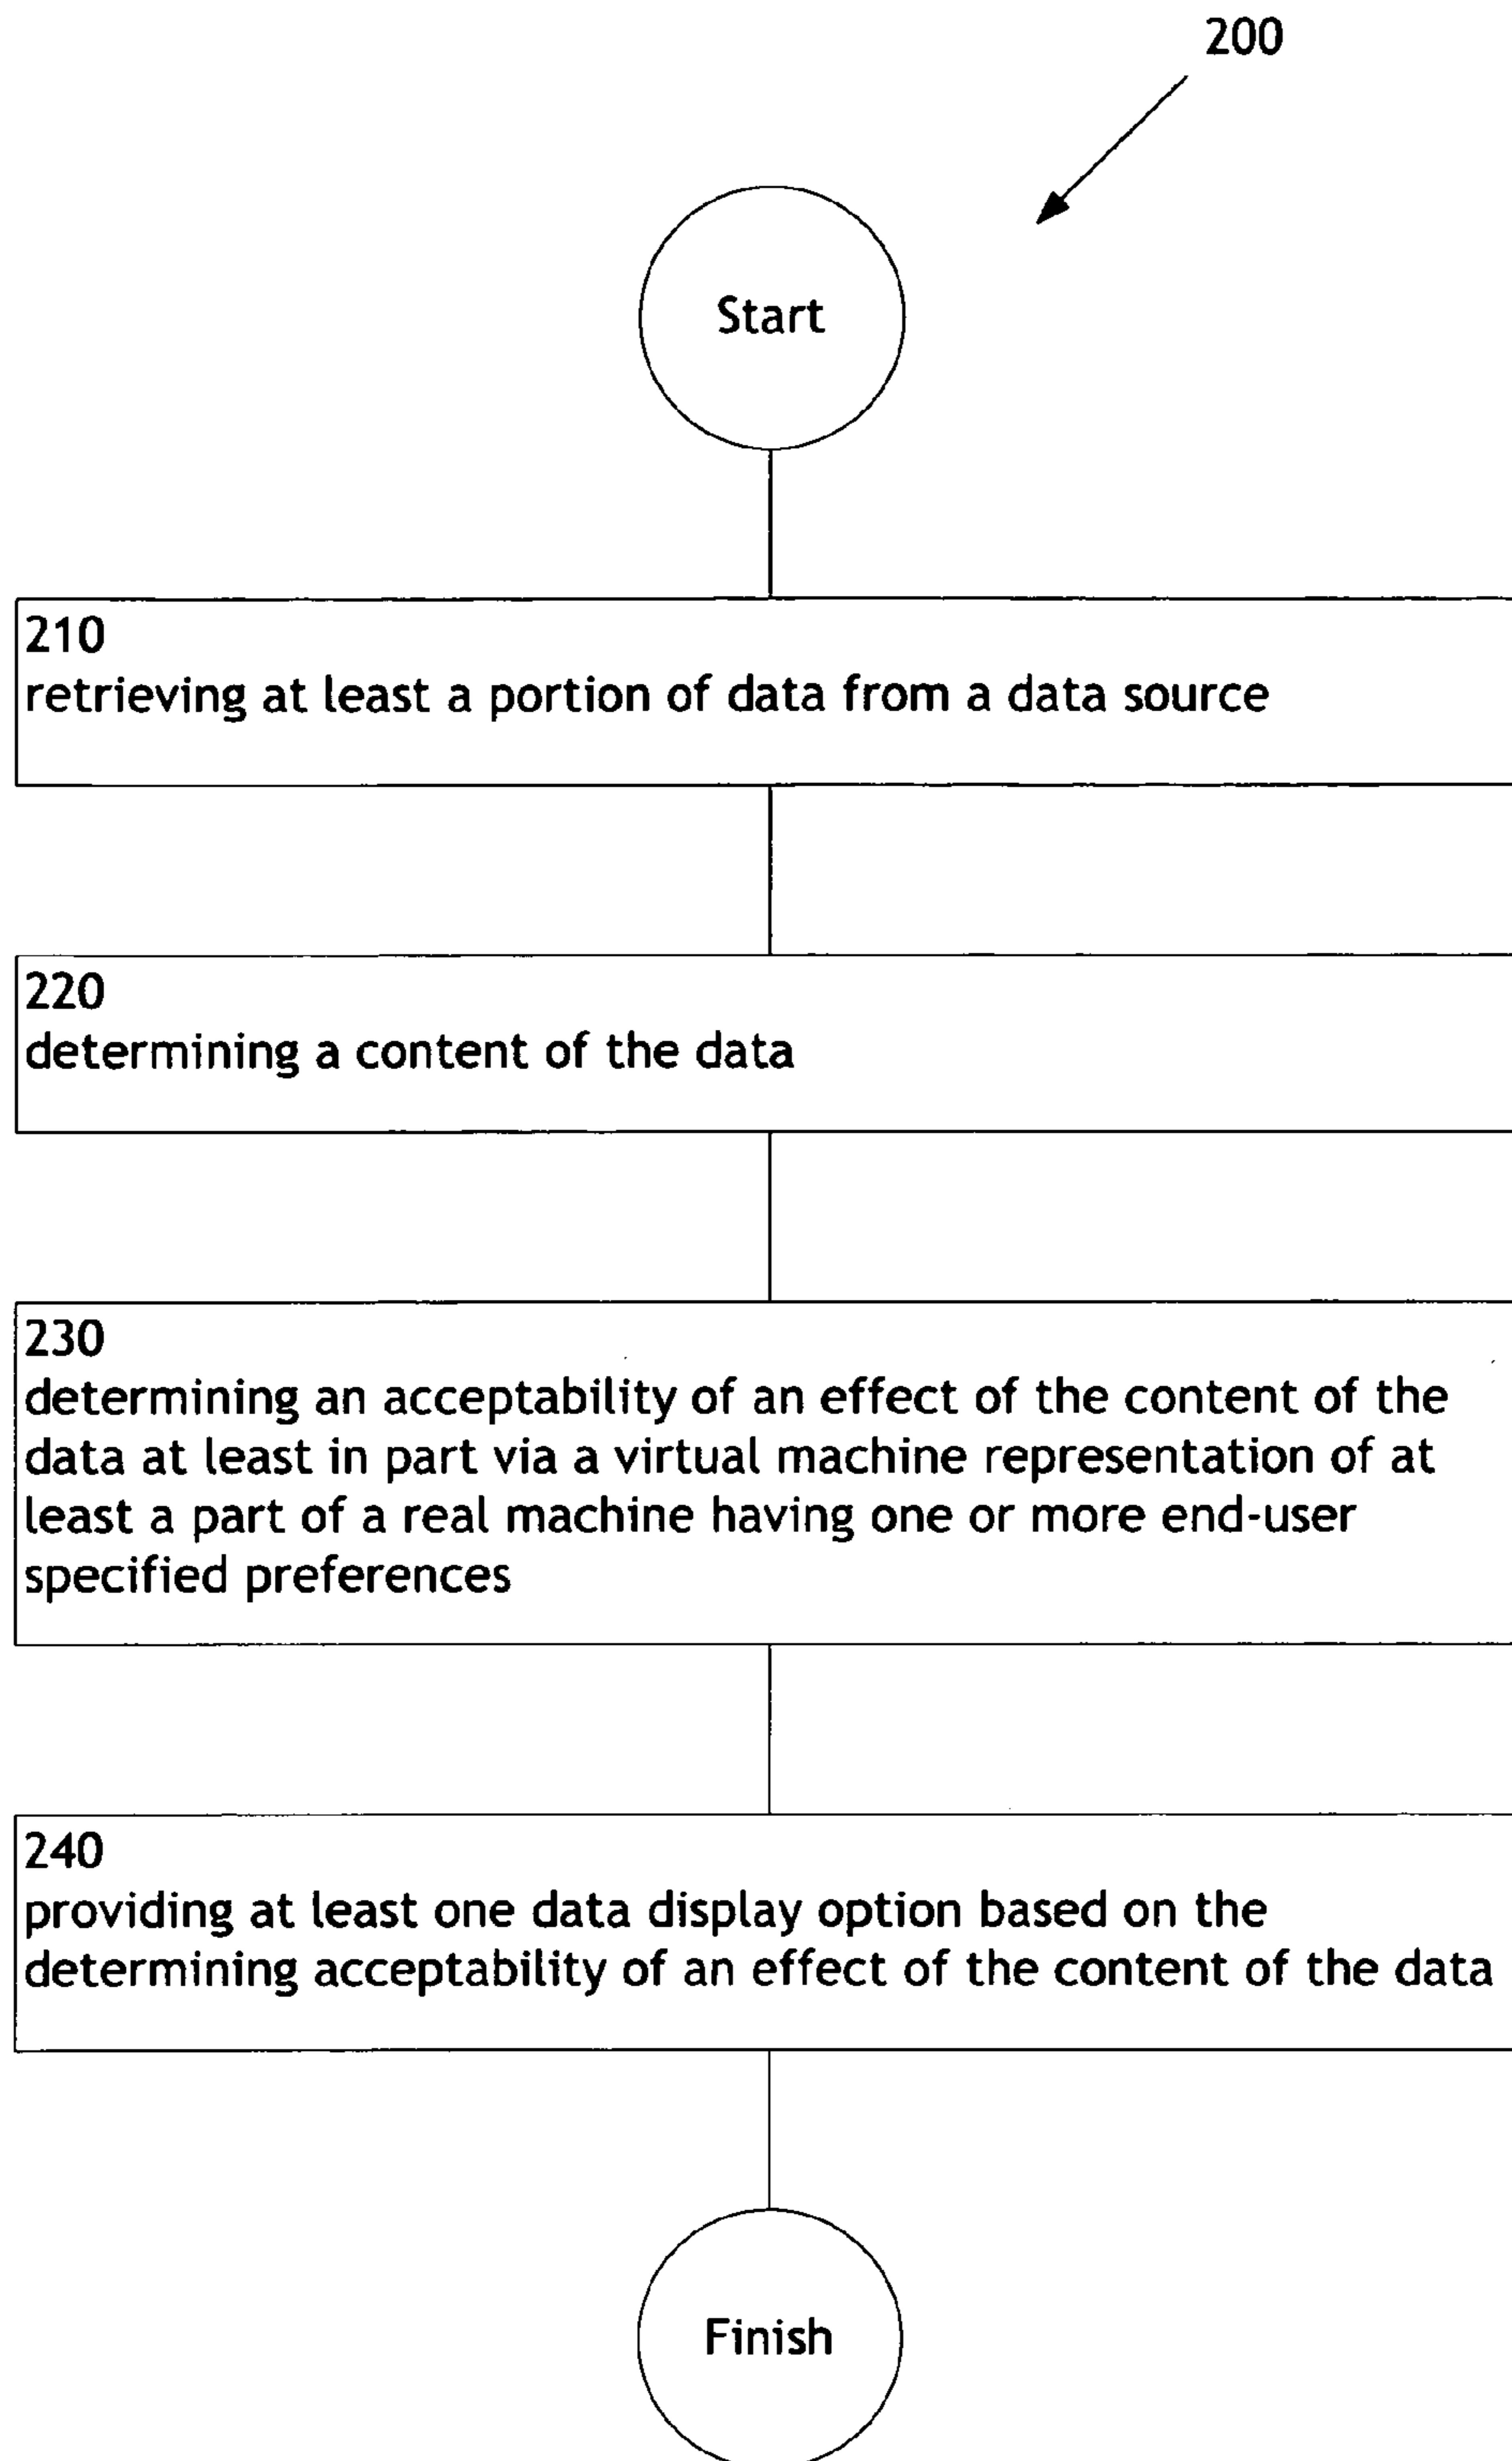 200
Start
210
retrieving at least a portion of data from a data source
220
determining a content of the data
230
determining an acceptability of an effect of the content of the
data at least in part via a virtual machine representation of at
least a part of a real machine having one or more end-user
specified preferences
240
providing at least one data display option based on the
determining acceptability of an effect of the content of the data
Finish